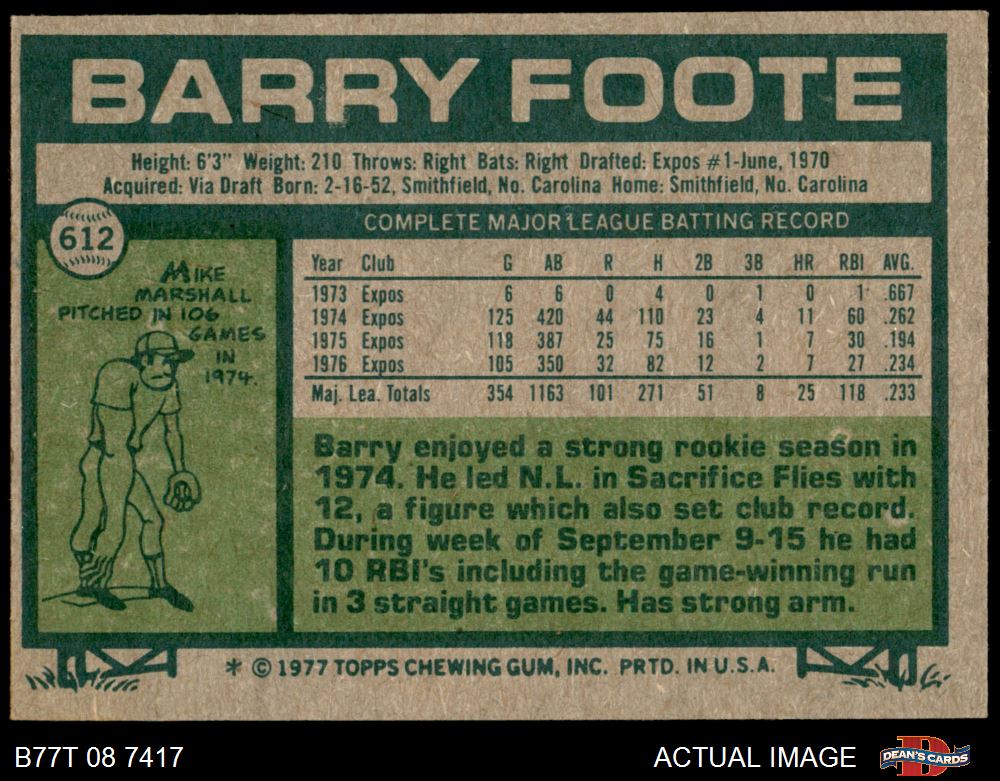 BARRY FOOTE
Height: 6'3" Weight: 210 Throws: Right Bats: Right Drafted: Expos #1-June, 1970
Acquired: Via Draft Born: 2-16-52, Smithfield, No. Carolina Home: Smithfield, No. Carolina
612
MIKE
MARSHALL
PITCHED IN 106
GAMES
IN
1974.
COMPLETE MAJOR LEAGUE BATTING RECORD
Year Club G AB R H 2B 3B HR RBI AVG.
1973 Expos 6 6 0 4 0 1 0 1 .667
1974 Expos 125 420 44 110 23 4 11 60 .262
1975 Expos 118 387 25 75 16 1 7 30 .194
1976 Expos 105 350 32 82 12 2 7 27 .234
Maj. Lea. Totals 354 1163 101 271 51 8 25 118 .233
Barry enjoyed a strong rookie season in
1974. He led N.L. in Sacrifice Flies with
12, a figure which also set club record.
During week of September 9-15 he had
10 RBI's including the game-winning run
in 3 straight games. Has strong arm.
* © 1977 TOPPS CHEWING GUM, INC. PRTD. IN U.S.A.
B77T 08 7417
ACTUAL IMAGE
DEAN'S CARDS